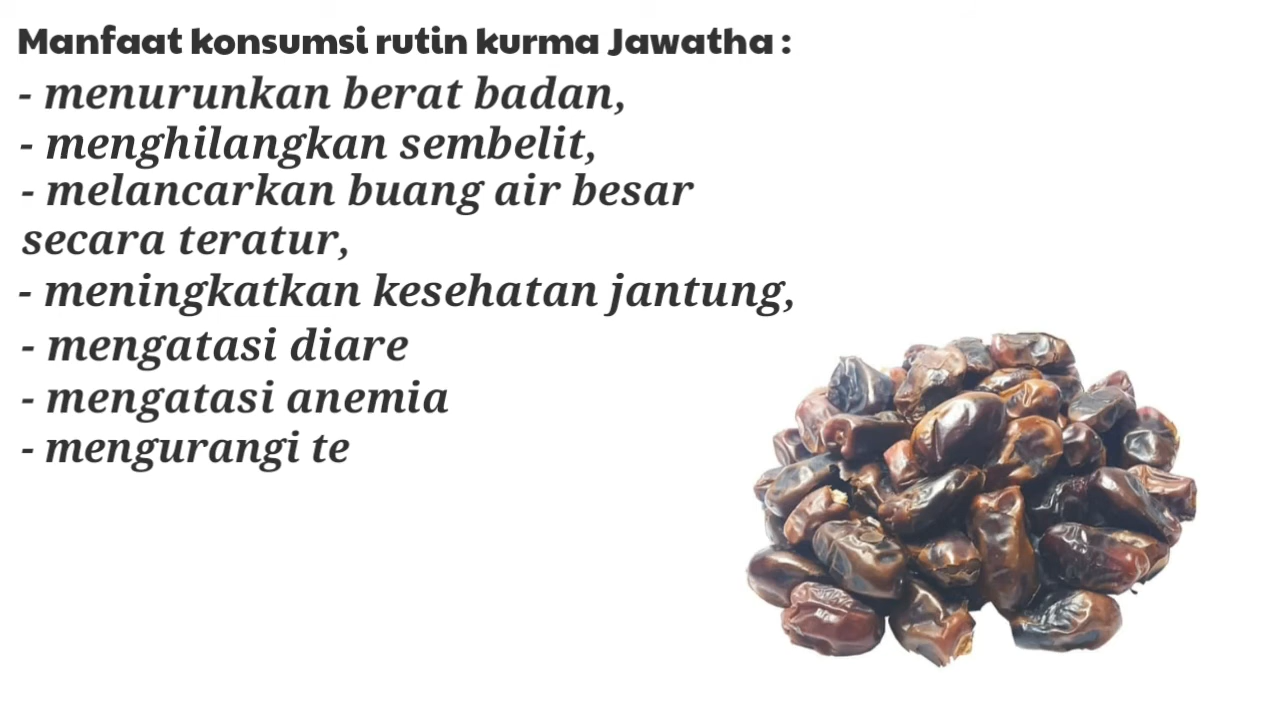 Manfaat konsumsi rutin kurma Jawatha :
- menurunkan berat badan,
- menghilangkan sembelit,
- melancarkan buang air besar
secara teratur,
- meningkatkan kesehatan jantung,
- mengatasi diare
- mengatasi anemia
- mengurangi te